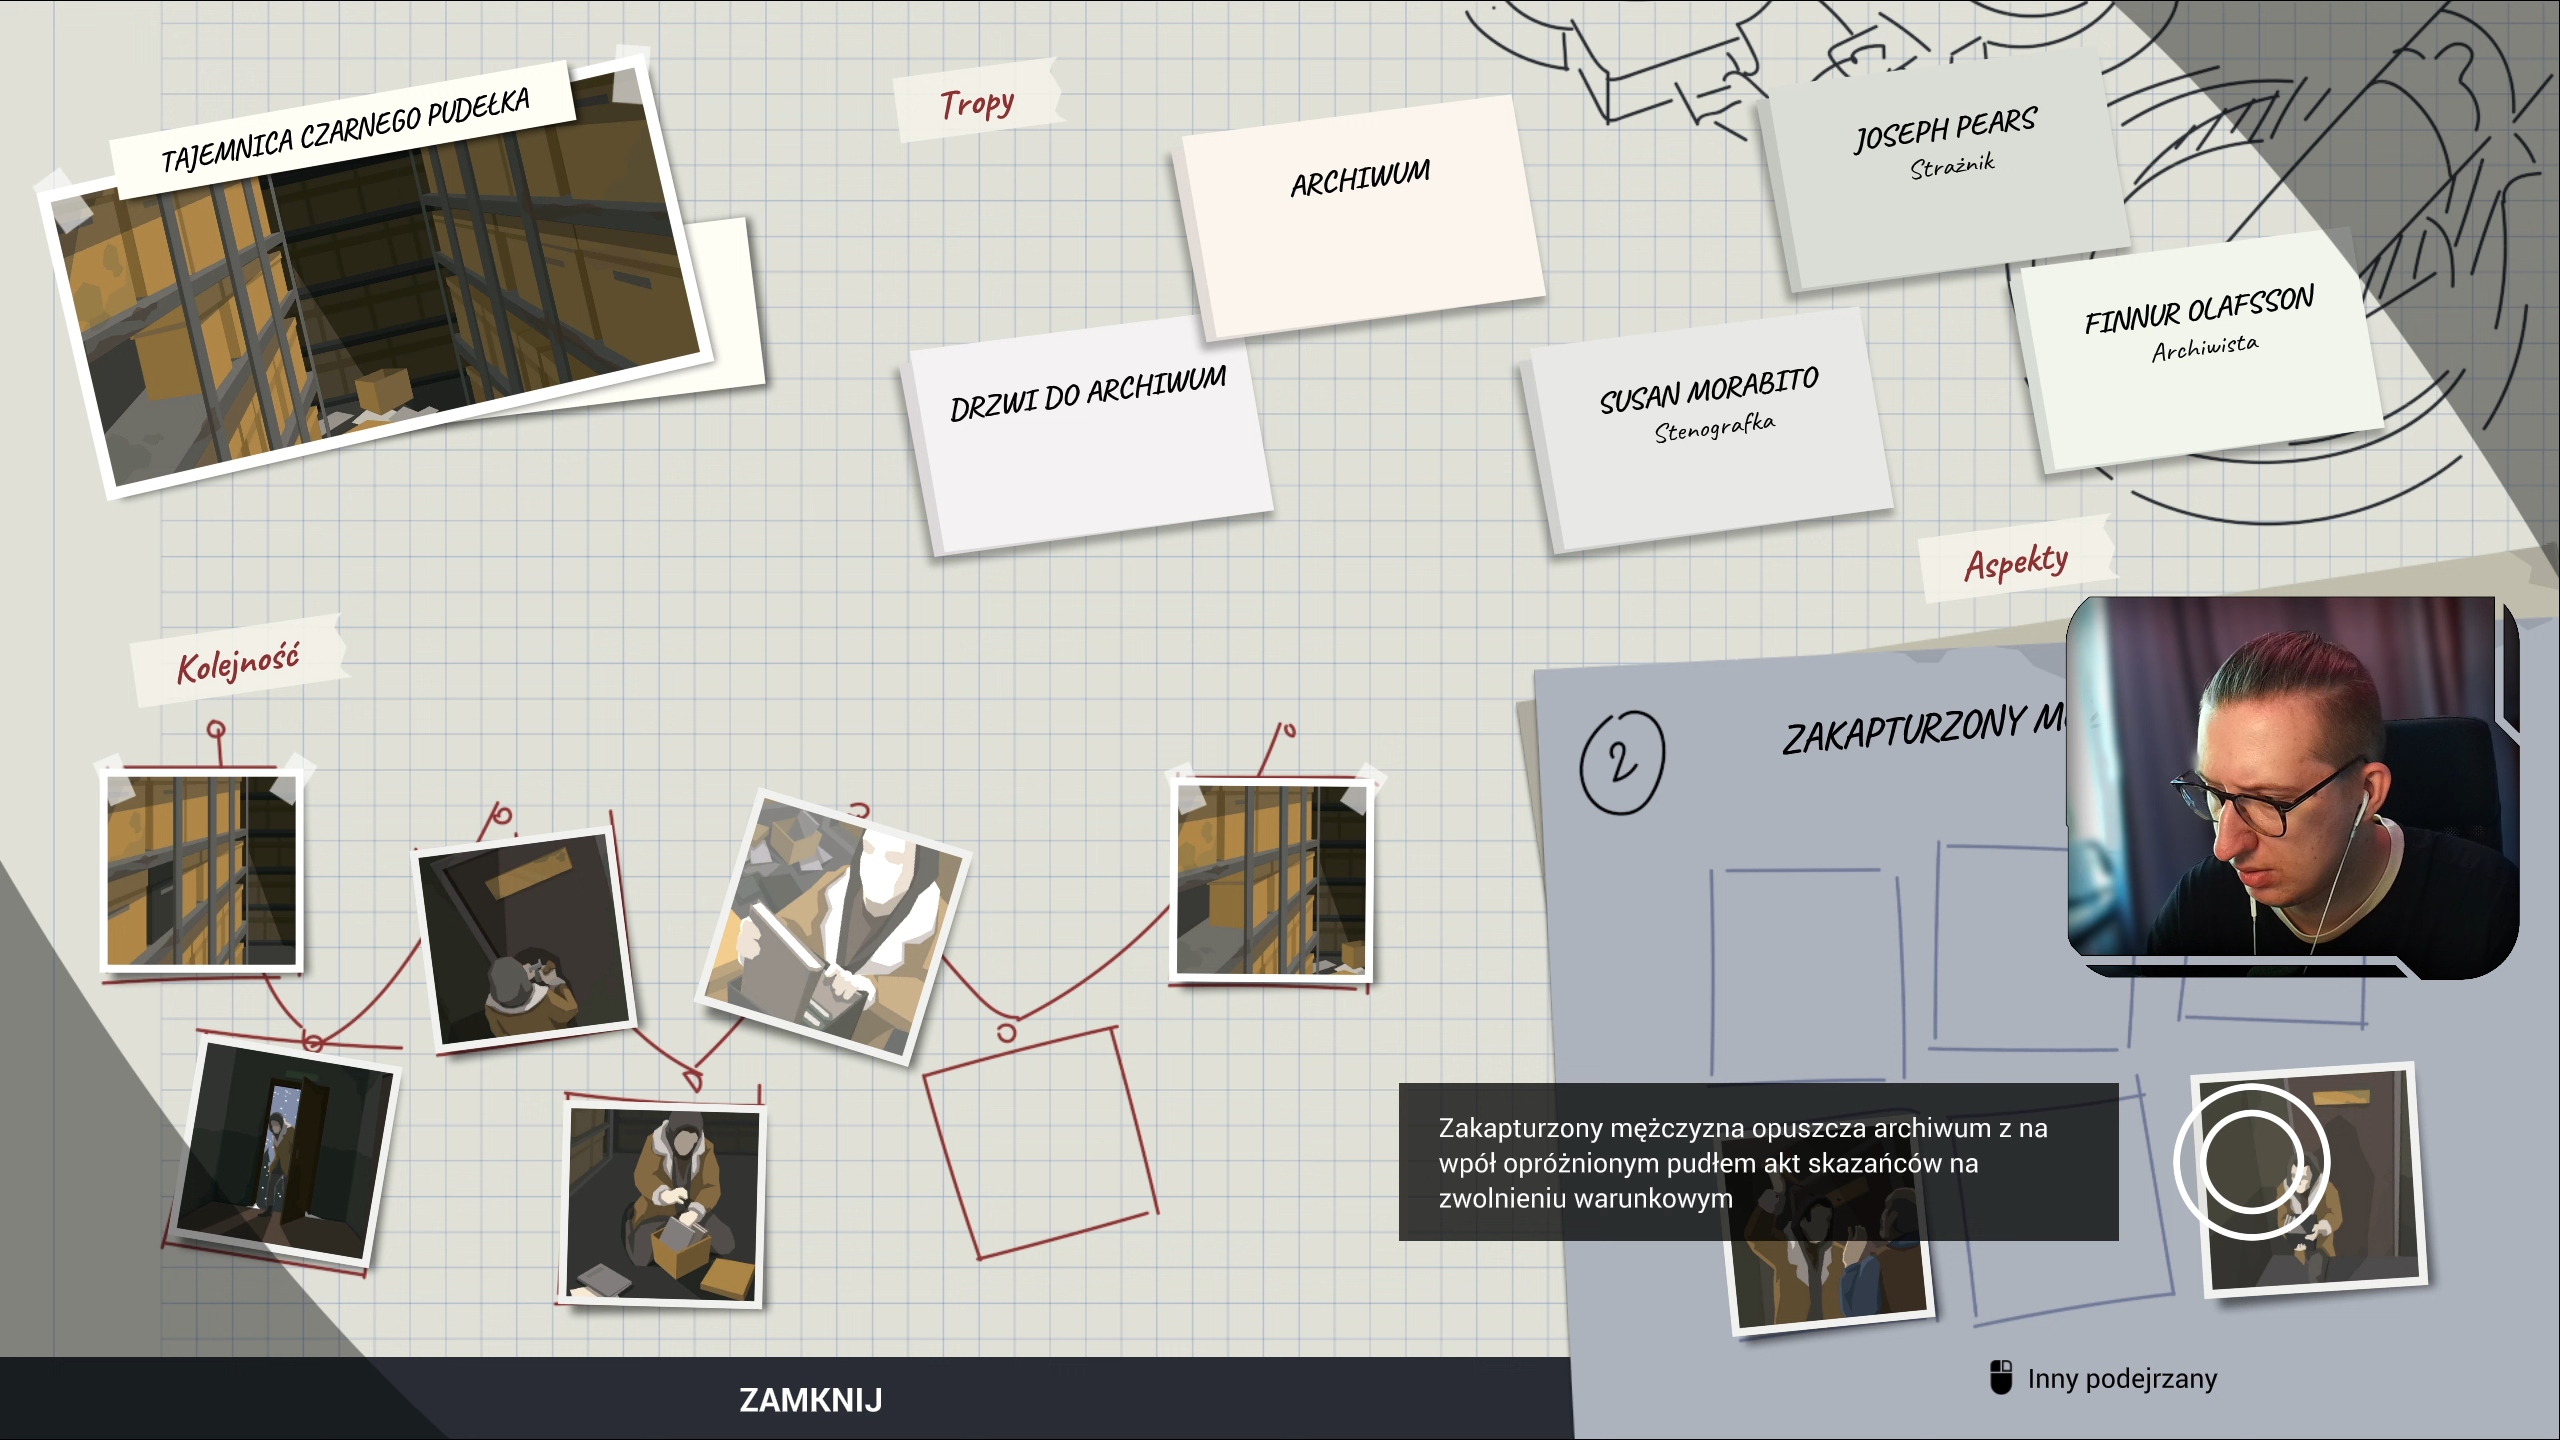 TAJEMNICA CZARNEGO PUDEŁKA
Tropy
ARCHIWUM
JOSEPH PEARS
Strażnik
DRZWI DO ARCHIWUM
SUSAN MORABITO
Stenografka
FINNUR OLAFSSON
Archiwista
Aspekty
Kolejność
2
ZAKAPTURZONY
Zakapturzony mężczyzna opuszcza archiwum z na
wpół opróżnionym pudłem akt skazańców na
zwolnieniu warunkowym
Inny podejrzany
ZAMKNIJ